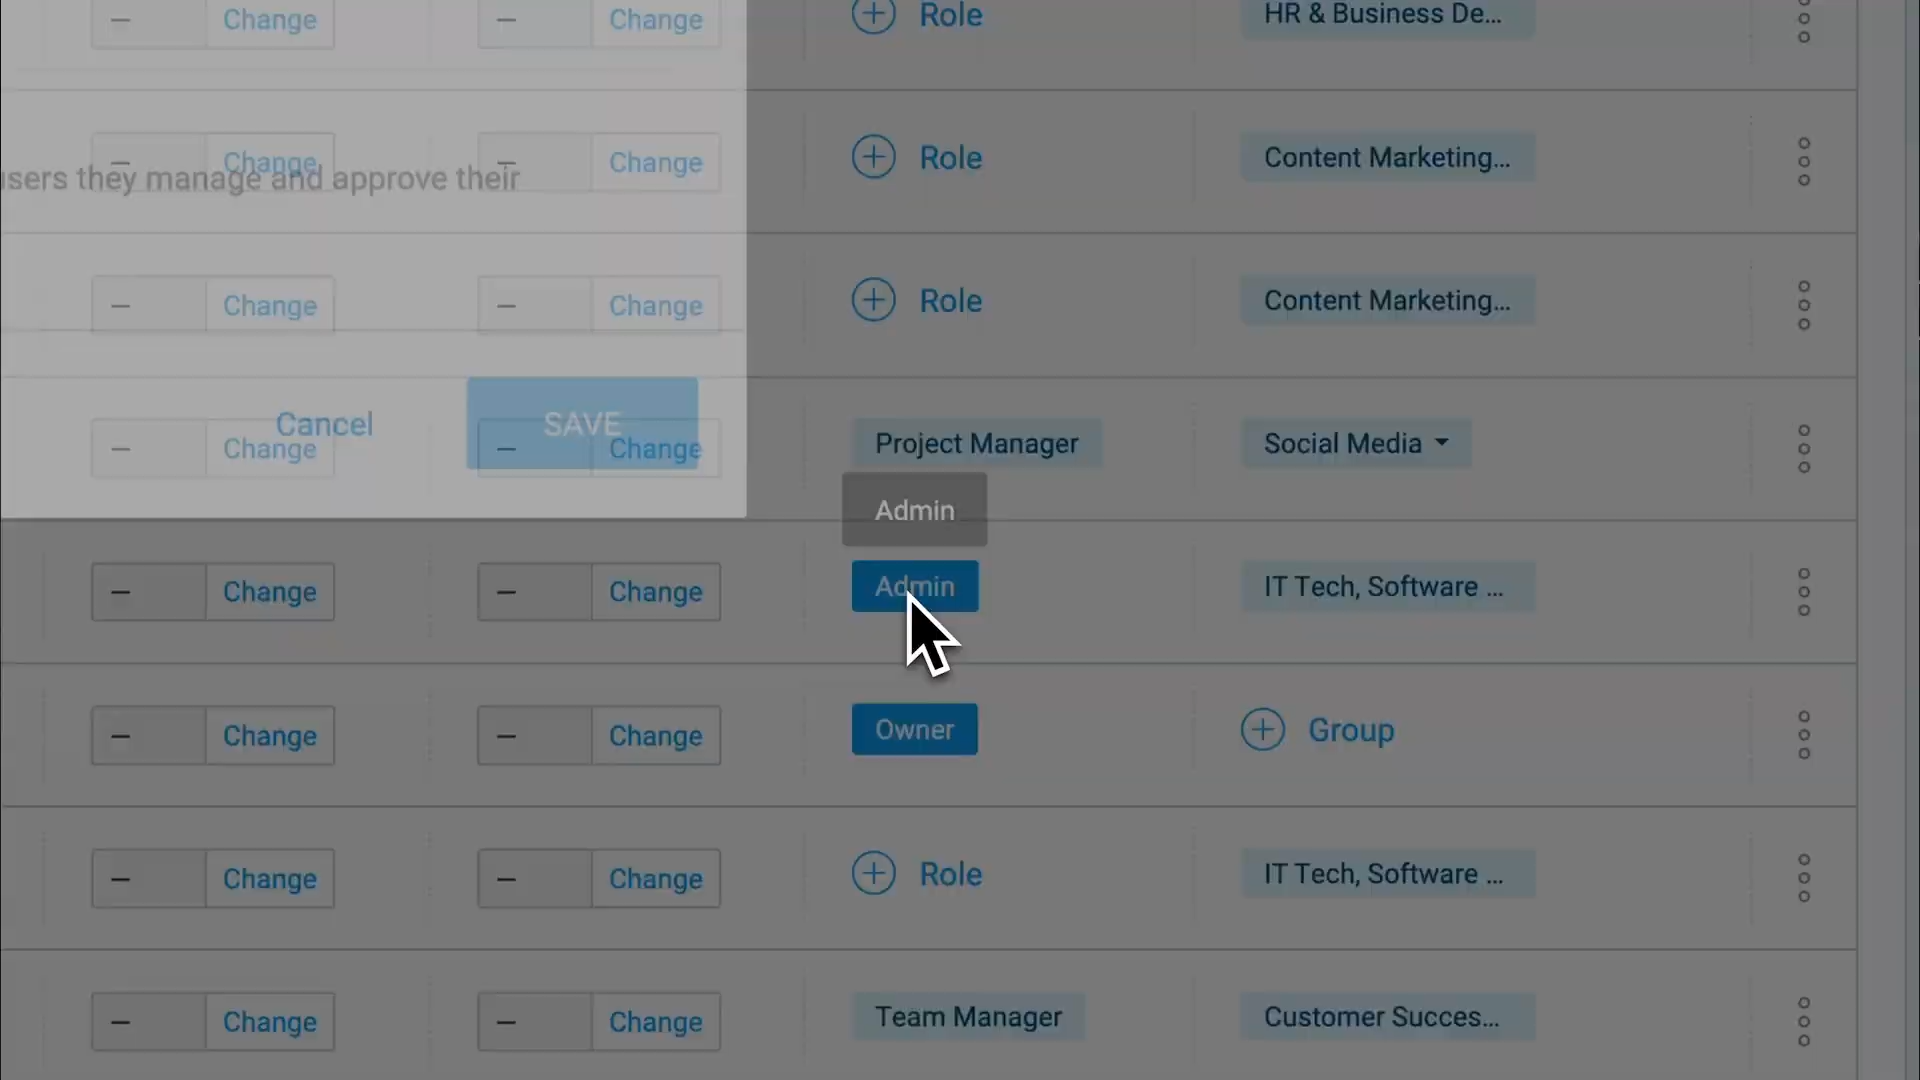 – Change – Change Role HR & Business De...
– Change – Change Role Content Marketing...
users they manage and approve their
– Change – Change Role Content Marketing...
Cancel SAVE
– Change – Change Project Manager Social Media
Admin
– Change – Change Admin IT Tech, Software ...
– Change – Change Owner Group
– Change – Change Role IT Tech, Software ...
– Change – Change Team Manager Customer Succes...